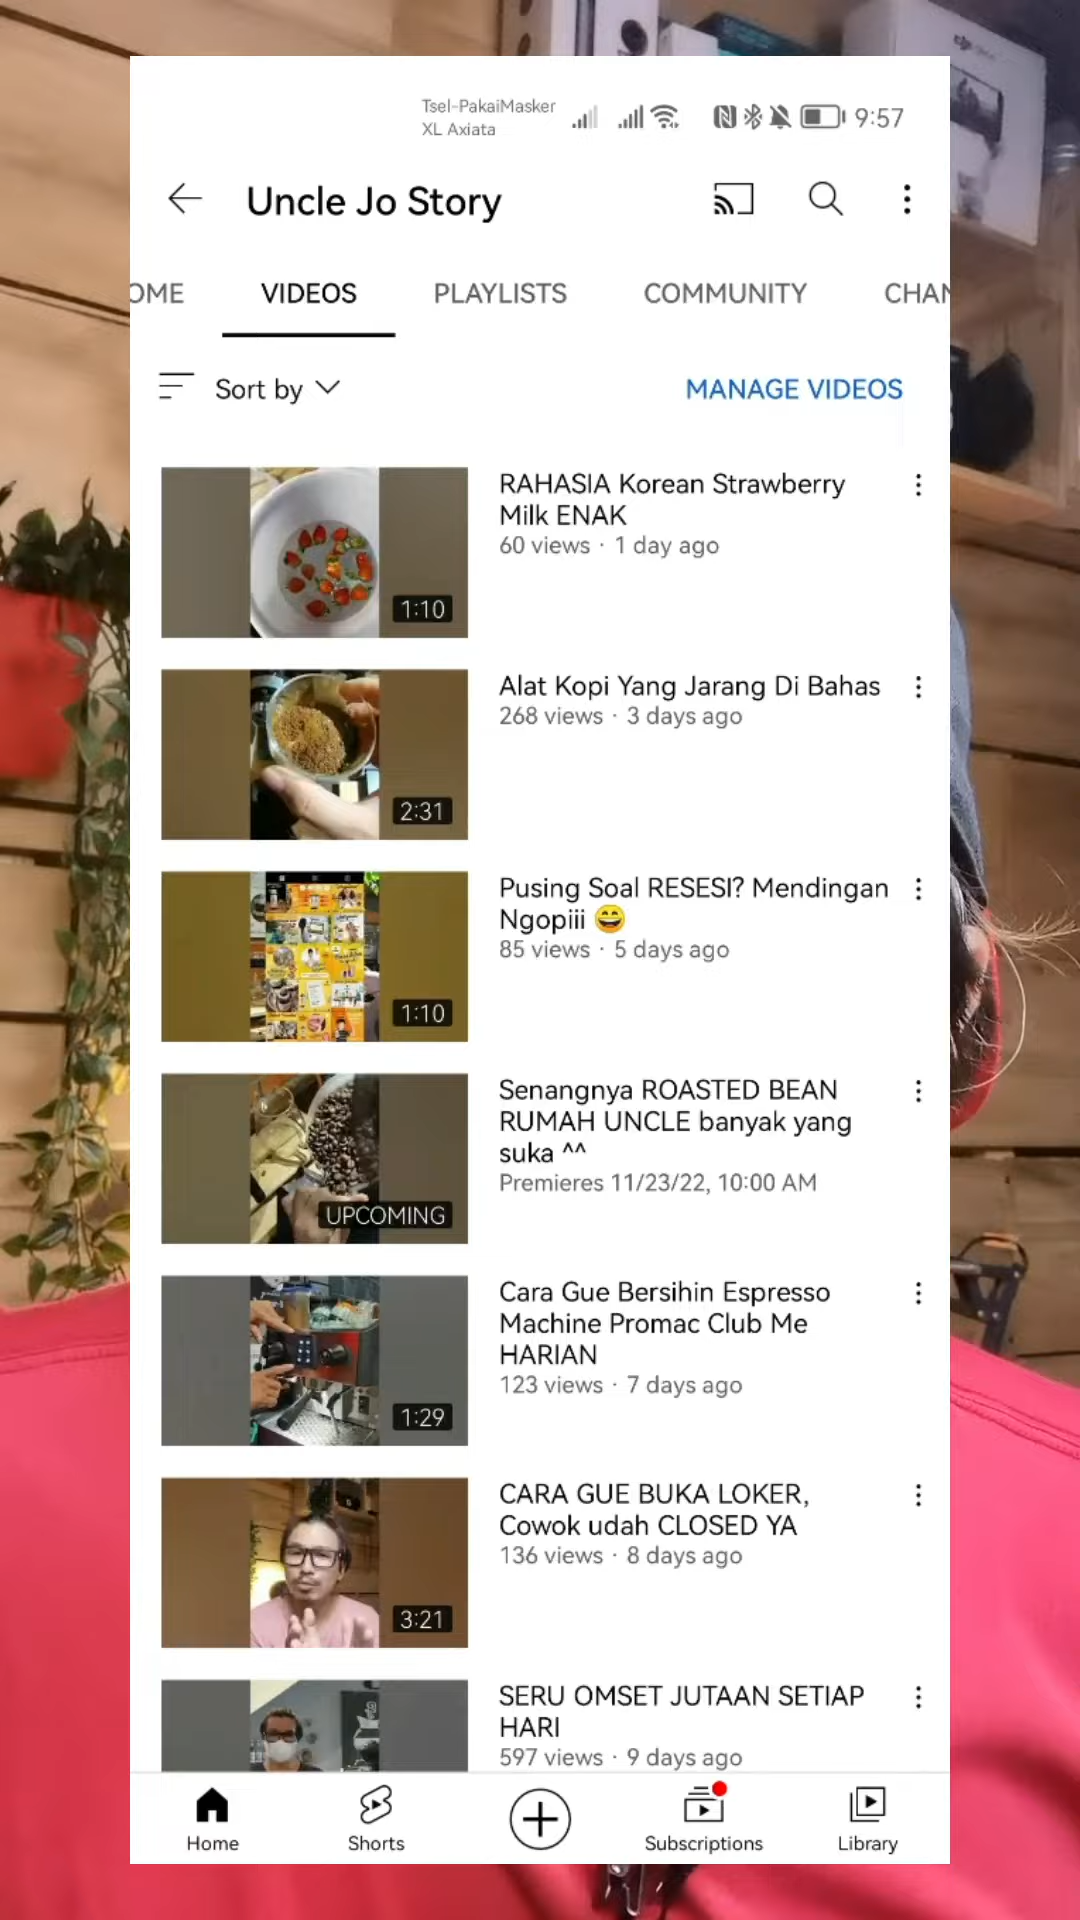 Tsel-PakaiMasker
XL Axiata
9:57
Uncle Jo Story
OME VIDEOS PLAYLISTS COMMUNITY CHAN
Sort by
MANAGE VIDEOS
RAHASIA Korean Strawberry
Milk ENAK
60 views · 1 day ago
1:10
Alat Kopi Yang Jarang Di Bahas
268 views · 3 days ago
2:31
Pusing Soal RESESI? Mendingan
Ngopiii 😄
85 views · 5 days ago
1:10
Senangnya ROASTED BEAN
RUMAH UNCLE banyak yang
suka ^^
Premieres 11/23/22, 10:00 AM
UPCOMING
Cara Gue Bersihin Espresso
Machine Promac Club Me
HARIAN
123 views · 7 days ago
1:29
CARA GUE BUKA LOKER,
Cowok udah CLOSED YA
136 views · 8 days ago
3:21
SERU OMSET JUTAAN SETIAP
HARI
597 views · 9 days ago
Home Shorts Subscriptions Library